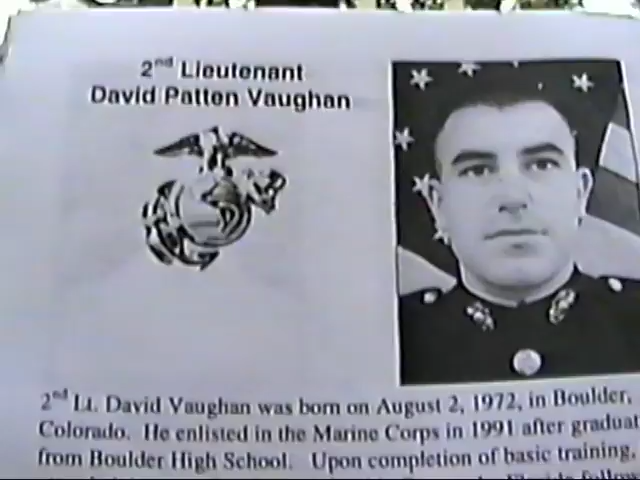 2nd Lieutenant
David Patten Vaughan
2nd Lt. David Vaughan was born on August 2, 1972, in Boulder,
Colorado. He enlisted in the Marine Corps in 1991 after graduat
from Boulder High School. Upon completion of basic training,